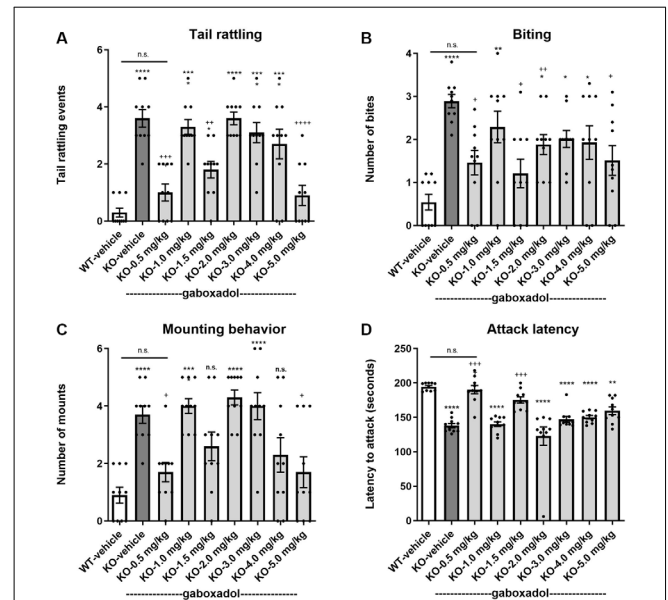 A Tail rattling
n.s.
**** *** * **** *** * *** *
+++ ++ * ++++
Tail rattling events
6
4
2
0
WT-vehicle
KO-vehicle
KO-0.5 mg/kg
KO-1.0 mg/kg
KO-1.5 mg/kg
KO-2.0 mg/kg
KO-3.0 mg/kg
KO-4.0 mg/kg
KO-5.0 mg/kg
-----------------gaboxadol-----------------
B Biting
n.s.
**** + ** + ++ * * * +
Number of bites
4
3
2
1
0
WT-vehicle
KO-vehicle
KO-0.5 mg/kg
KO-1.0 mg/kg
KO-1.5 mg/kg
KO-2.0 mg/kg
KO-3.0 mg/kg
KO-4.0 mg/kg
KO-5.0 mg/kg
-----------------gaboxadol-----------------
C Mounting behavior
n.s.
**** + *** n.s. **** **** n.s. +
Number of mounts
6
4
2
0
WT-vehicle
KO-vehicle
KO-0.5 mg/kg
KO-1.0 mg/kg
KO-1.5 mg/kg
KO-2.0 mg/kg
KO-3.0 mg/kg
KO-4.0 mg/kg
KO-5.0 mg/kg
-----------------gaboxadol-----------------
D Attack latency
n.s.
**** +++ **** +++ **** **** **** **
Latency to attack (seconds)
250
200
150
100
50
0
WT-vehicle
KO-vehicle
KO-0.5 mg/kg
KO-1.0 mg/kg
KO-1.5 mg/kg
KO-2.0 mg/kg
KO-3.0 mg/kg
KO-4.0 mg/kg
KO-5.0 mg/kg
-----------------gaboxadol-----------------